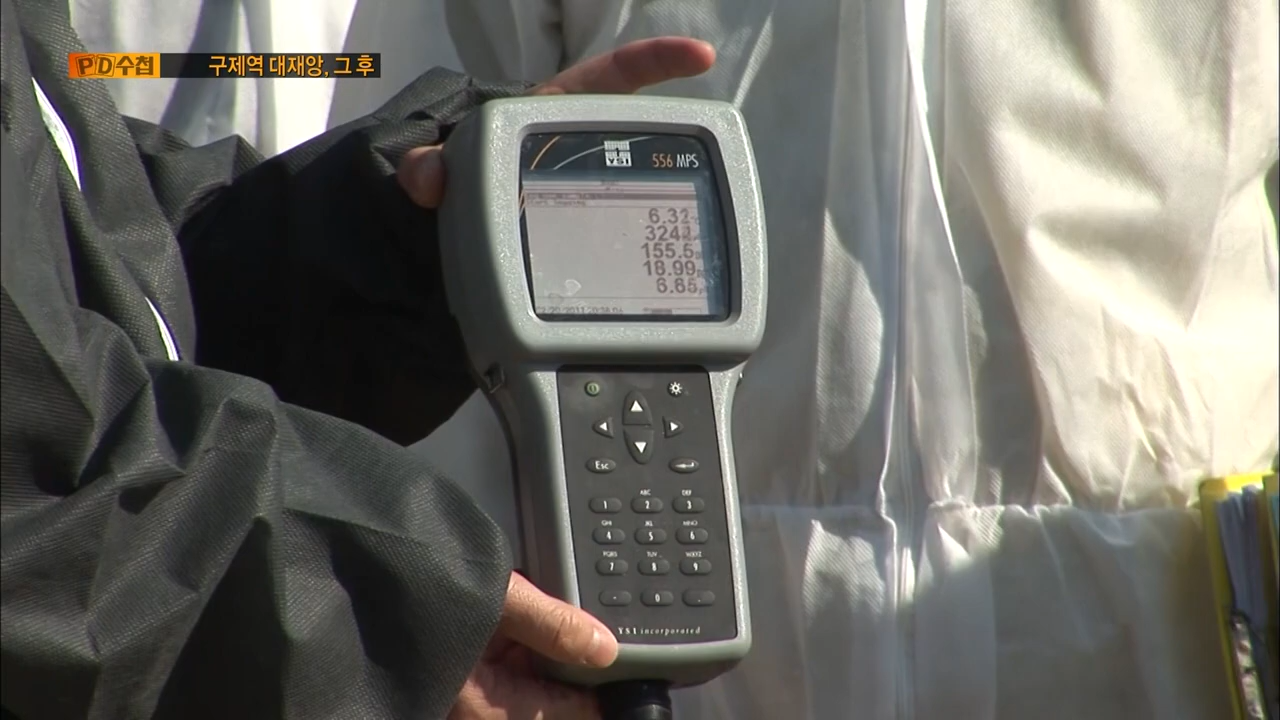 PD수첩 구제역 대재앙, 그 후
YSI 556 MPS
6.32
324
155.5
18.99
6.65
Esc
ABC DEF
1 2 3
GHI JKL MNO
4 5 6
PQRS TUV WXYZ
7 8 9
- 0 .
YSI incorporated